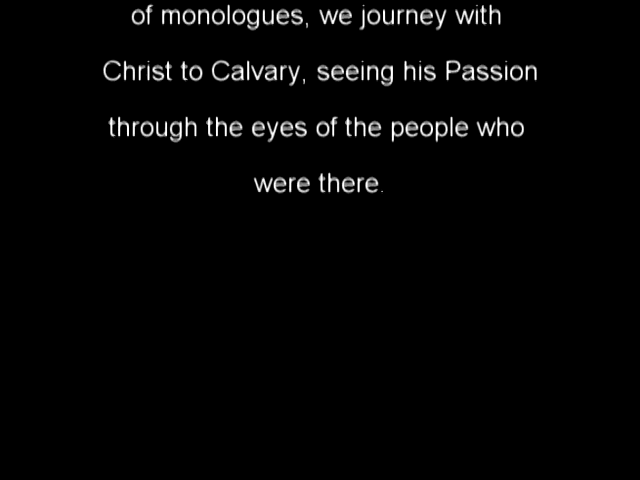 of monologues, we journey with
Christ to Calvary, seeing his Passion
through the eyes of the people who
were there.